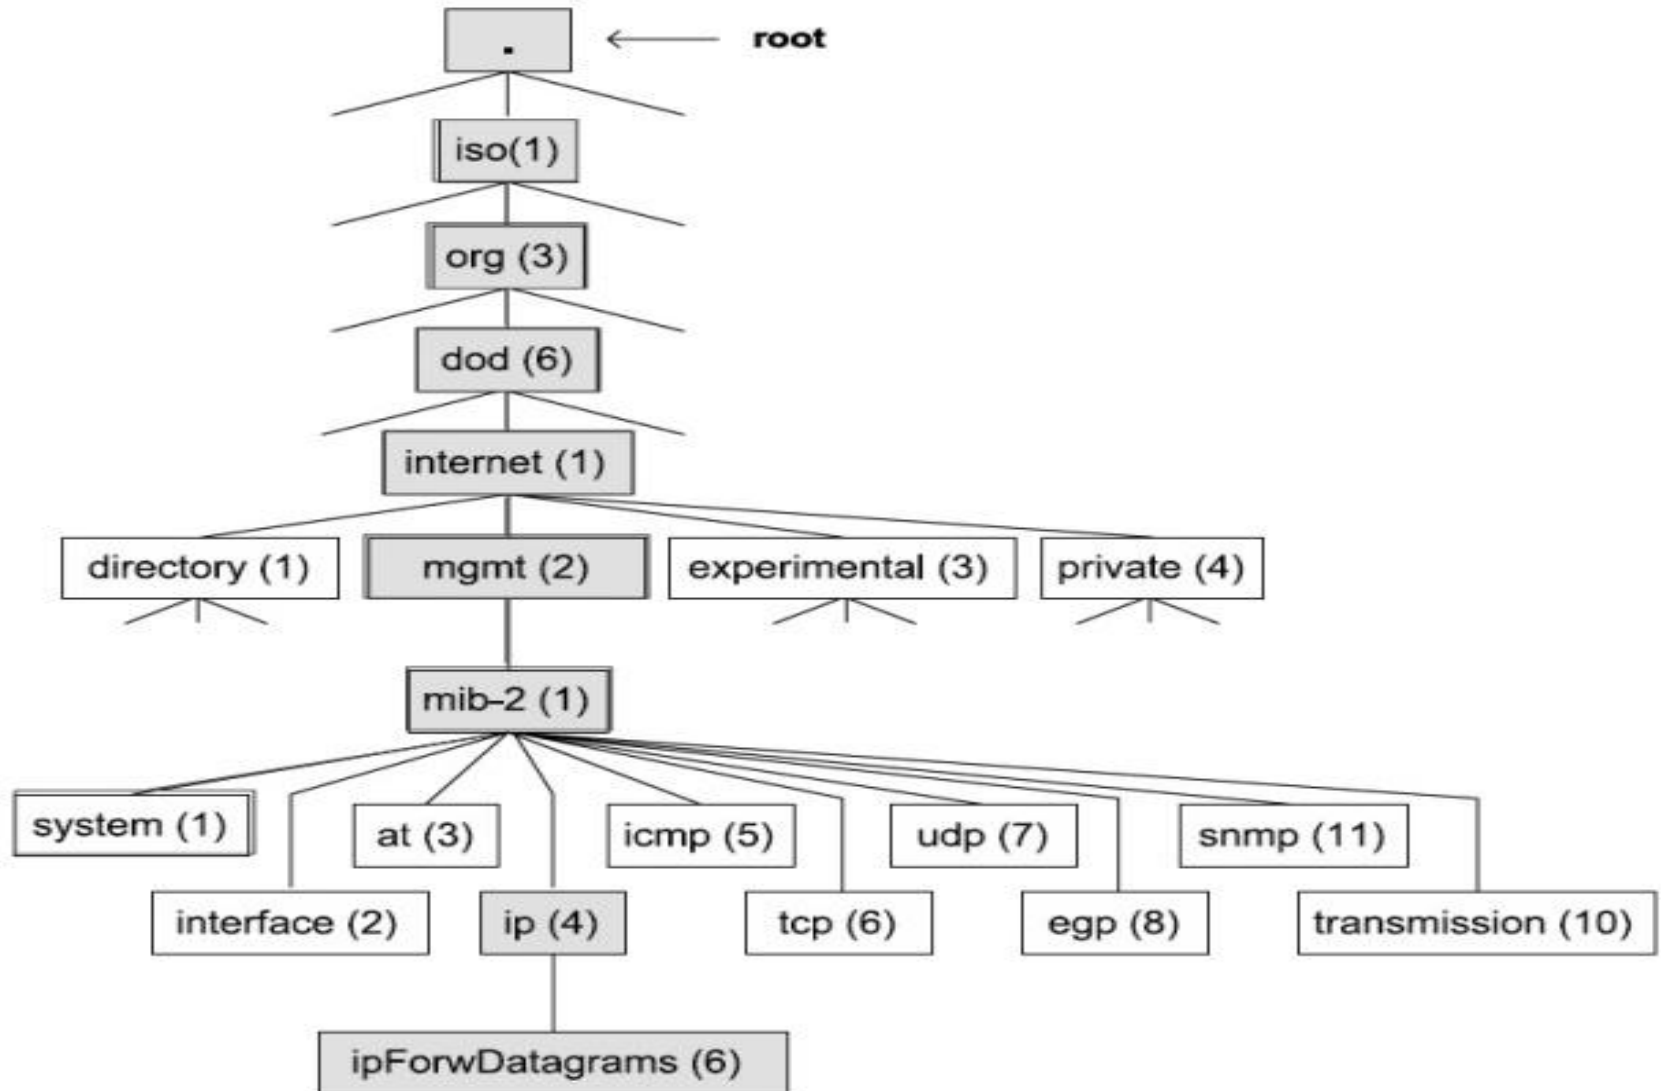 . root
iso(1)
org (3)
dod (6)
internet (1)
directory (1) mgmt (2) experimental (3) private (4)
mib-2 (1)
system (1) at (3) icmp (5) udp (7) snmp (11)
interface (2) ip (4) tcp (6) egp (8) transmission (10)
ipForwDatagrams (6)